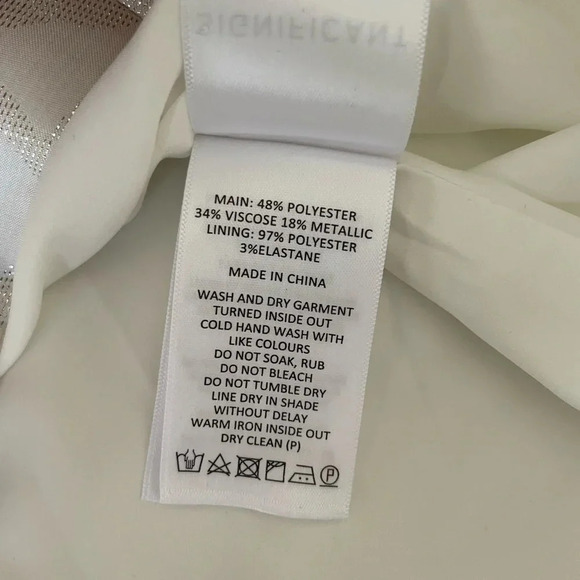 SIGNIFICANT
MAIN: 48% POLYESTER
34% VISCOSE 18% METALLIC
LINING: 97% POLYESTER
3%ELASTANE
MADE IN CHINA
WASH AND DRY GARMENT
TURNED INSIDE OUT
COLD HAND WASH WITH
LIKE COLOURS
DO NOT SOAK, RUB
DO NOT BLEACH
DO NOT TUMBLE DRY
LINE DRY IN SHADE
WITHOUT DELAY
WARM IRON INSIDE OUT
DRY CLEAN (P)
P